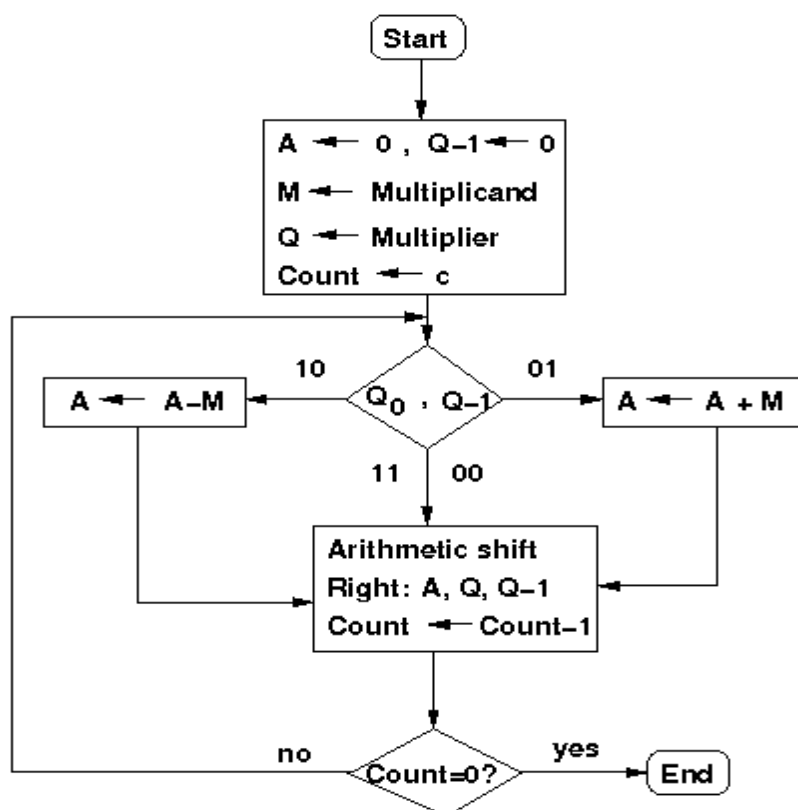 Start
A ← 0 , Q-1 ← 0
M ← Multiplicand
Q ← Multiplier
Count ← c
10
01
A ← A-M
Q₀ , Q-1
A ← A + M
11
00
Arithmetic shift
Right: A, Q, Q-1
Count ← Count-1
no
yes
Count=0?
End